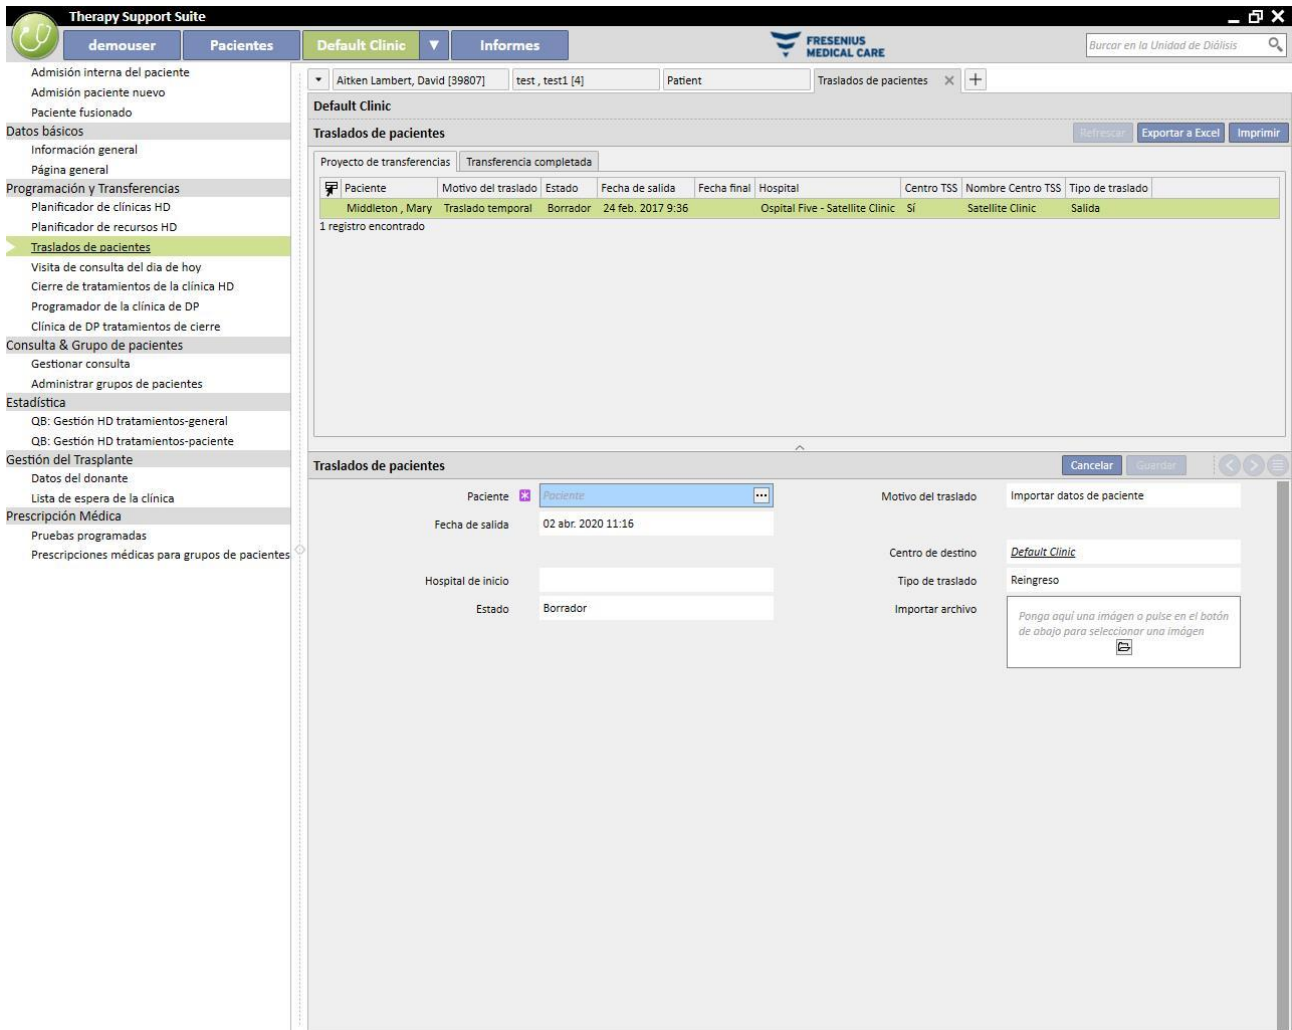 Therapy Support Suite
demouser Pacientes Default Clinic Informes FRESENIUS MEDICAL CARE Burcar en la Unidad de Diálisis
Admisión interna del paciente
Admisión paciente nuevo
Paciente fusionado
Datos básicos
Información general
Página general
Programación y Transferencias
Planificador de clínicas HD
Planificador de recursos HD
Traslados de pacientes
Visita de consulta del dia de hoy
Cierre de tratamientos de la clínica HD
Programador de la clínica de DP
Clínica de DP tratamientos de cierre
Consulta & Grupo de pacientes
Gestionar consulta
Administrar grupos de pacientes
Estadística
QB: Gestión HD tratamientos-general
QB: Gestión HD tratamientos-paciente
Gestión del Trasplante
Datos del donante
Lista de espera de la clínica
Prescripción Médica
Pruebas programadas
Prescripciones médicas para grupos de pacientes
Aitken Lambert, David [39807] test , test1 [4] Patient Traslados de pacientes
Default Clinic
Traslados de pacientes Refrescar Exportar a Excel Imprimir
Proyecto de transferencias Transferencia completada
Paciente Motivo del traslado Estado Fecha de salida Fecha final Hospital Centro TSS Nombre Centro TSS Tipo de traslado
Middleton , Mary Traslado temporal Borrador 24 feb. 2017 9:36 Ospital Five - Satellite Clinic Sí Satellite Clinic Salida
1 registro encontrado
Traslados de pacientes Cancelar Guardar
Paciente Paciente Motivo del traslado Importar datos de paciente
Fecha de salida 02 abr. 2020 11:16
Centro de destino Default Clinic
Hospital de inicio Tipo de traslado Reingreso
Estado Borrador Importar archivo
Ponga aquí una imágen o pulse en el botón
de abajo para seleccionar una imágen